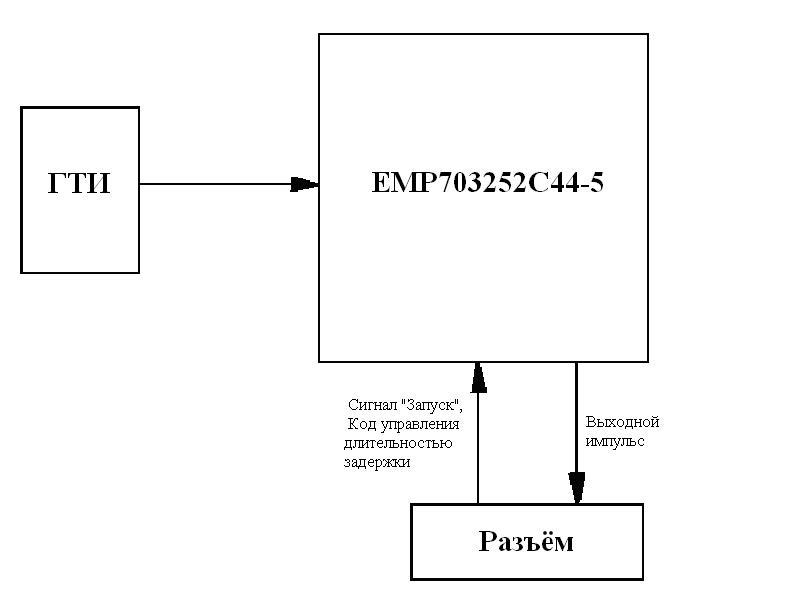 ГТИ
EMP703252C44-5
Сигнал "Запуск",
Код управления
длительностью
задержки
Выходной
импульс
Разъём